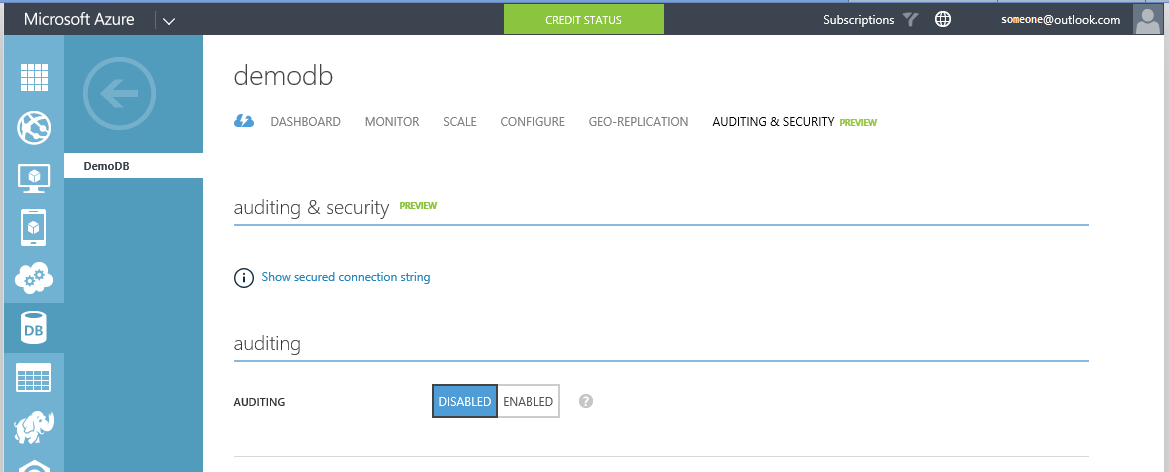 Microsoft Azure CREDIT STATUS Subscriptions someone@outlook.com
demodb
DASHBOARD MONITOR SCALE CONFIGURE GEO-REPLICATION AUDITING & SECURITY PREVIEW
DemoDB
auditing & security PREVIEW
i Show secured connection string
DB
auditing
AUDITING DISABLED ENABLED ?